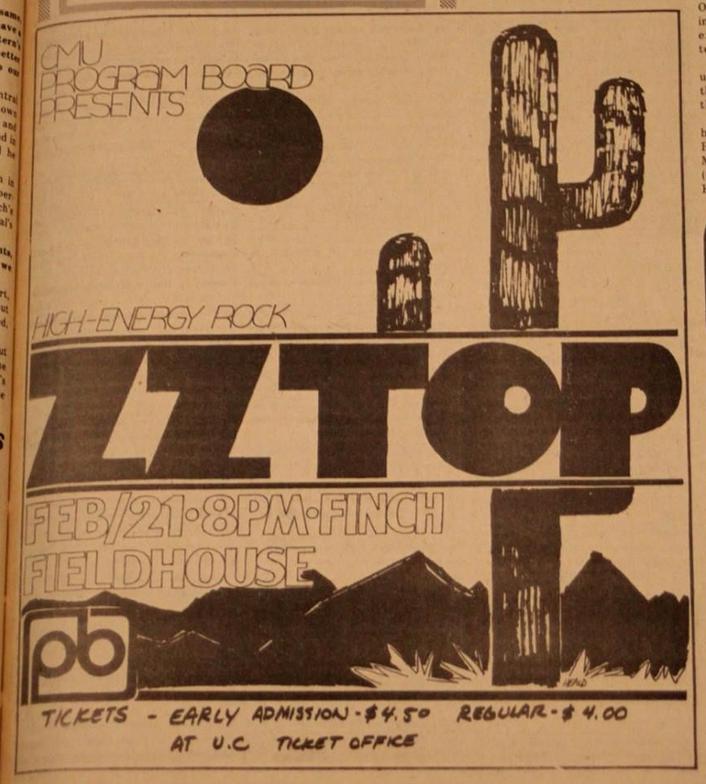 CMU
PROGRAM BOARD
PRESENTS
HIGH-ENERGY ROCK
ZZ TOP
FEB/21•8PM•FINCH
FIELDHOUSE
pb
TICKETS - EARLY ADMISSION - $4.50 REGULAR - $4.00
AT U.C TICKET OFFICE